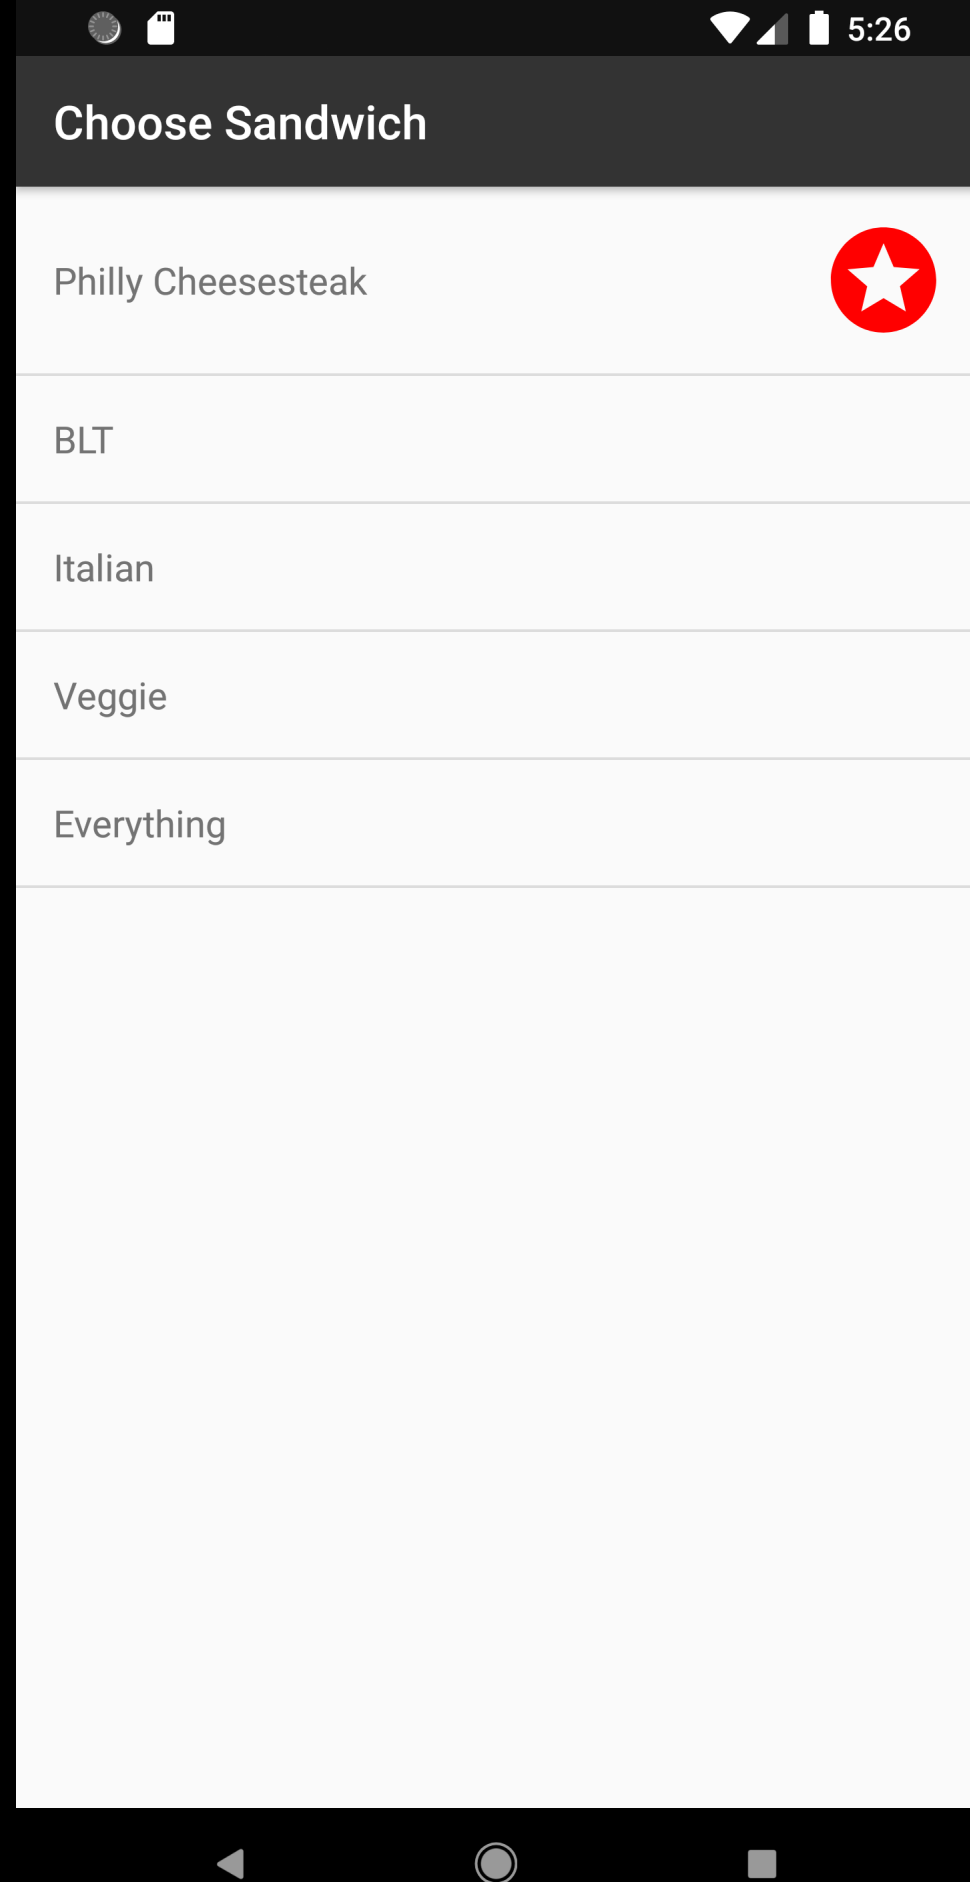 5:26
Choose Sandwich
Philly Cheesesteak
BLT
Italian
Veggie
Everything